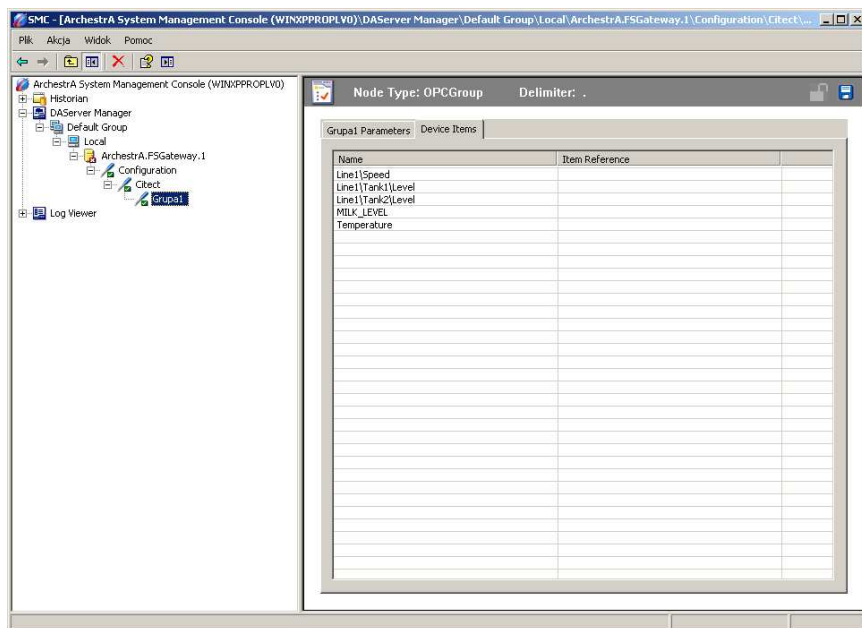 SMC - [ArchestrA System Management Console (WINXPPROPLV0)\DAServer Manager\Default Group\Local\ArchestrA.FSGateway.1\Configuration\Citect\...
Plik Akcja Widok Pomoc
ArchestrA System Management Console (WINXPPROPLV0)
Historian
DAServer Manager
Default Group
Local
ArchestrA.FSGateway.1
Configuration
Citect
Grupa1
Log Viewer
Node Type: OPCGroup Delimiter: .
Grupa1 Parameters Device Items
Name Item Reference
Line1\Speed
Line1\Tank1\Level
Line1\Tank2\Level
MILK_LEVEL
Temperature